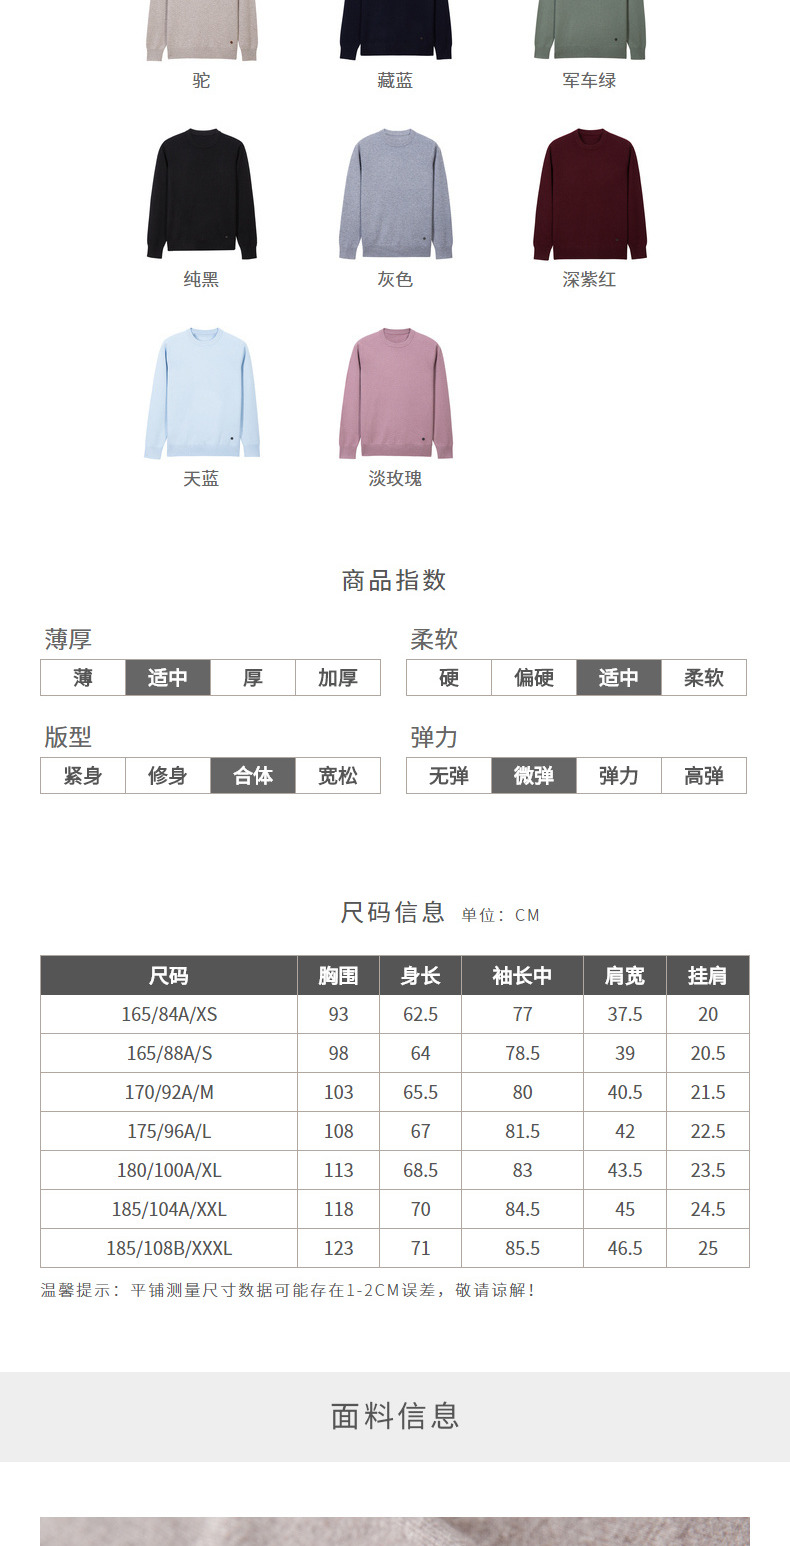 驼 藏蓝 军车绿
纯黑 灰色 深紫红
天蓝 淡玫瑰
商品指数
薄厚 柔软
薄 适中 厚 加厚 硬 偏硬 适中 柔软
版型 弹力
紧身 修身 合体 宽松 无弹 微弹 弹力 高弹
尺码信息 单位：CM
尺码 胸围 身长 袖长中 肩宽 挂肩
165/84A/XS 93 62.5 77 37.5 20
165/88A/S 98 64 78.5 39 20.5
170/92A/M 103 65.5 80 40.5 21.5
175/96A/L 108 67 81.5 42 22.5
180/100A/XL 113 68.5 83 43.5 23.5
185/104A/XXL 118 70 84.5 45 24.5
185/108B/XXXL 123 71 85.5 46.5 25
温馨提示：平铺测量尺寸数据可能存在1-2CM误差，敬请谅解！
面料信息